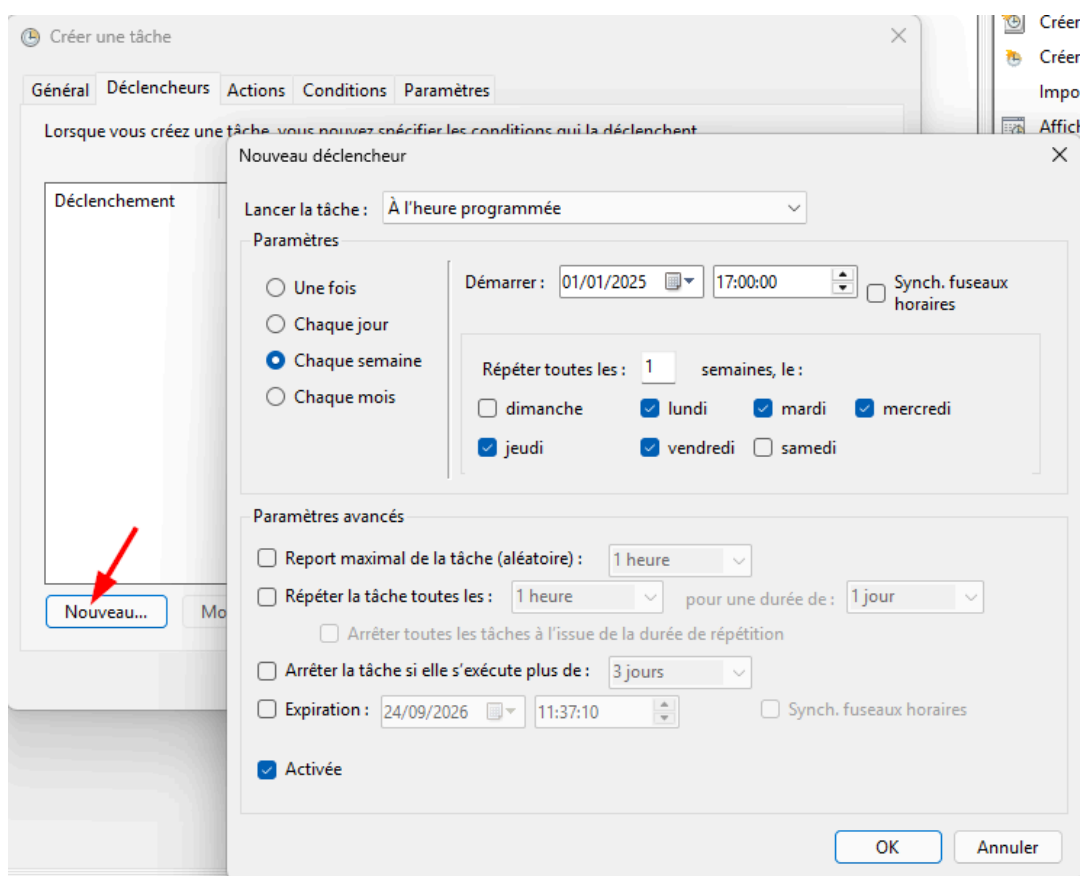 Créer une tâche
Créer
Créer
Impo
Affich
Général Déclencheurs Actions Conditions Paramètres
Lorsque vous créez une tâche, vous pouvez spécifier les conditions qui la déclenchent.
Déclenchement
Nouveau... Mo
Nouveau déclencheur
Lancer la tâche : À l'heure programmée
Paramètres
Une fois
Chaque jour
Chaque semaine
Chaque mois
Démarrer : 01/01/2025 17:00:00 Synch. fuseaux
horaires
Répéter toutes les : 1 semaines, le :
dimanche lundi mardi mercredi
jeudi vendredi samedi
Paramètres avancés
Report maximal de la tâche (aléatoire) : 1 heure
Répéter la tâche toutes les : 1 heure pour une durée de : 1 jour
Arrêter toutes les tâches à l'issue de la durée de répétition
Arrêter la tâche si elle s'exécute plus de : 3 jours
Expiration : 24/09/2026 11:37:10 Synch. fuseaux horaires
Activée
OK Annuler